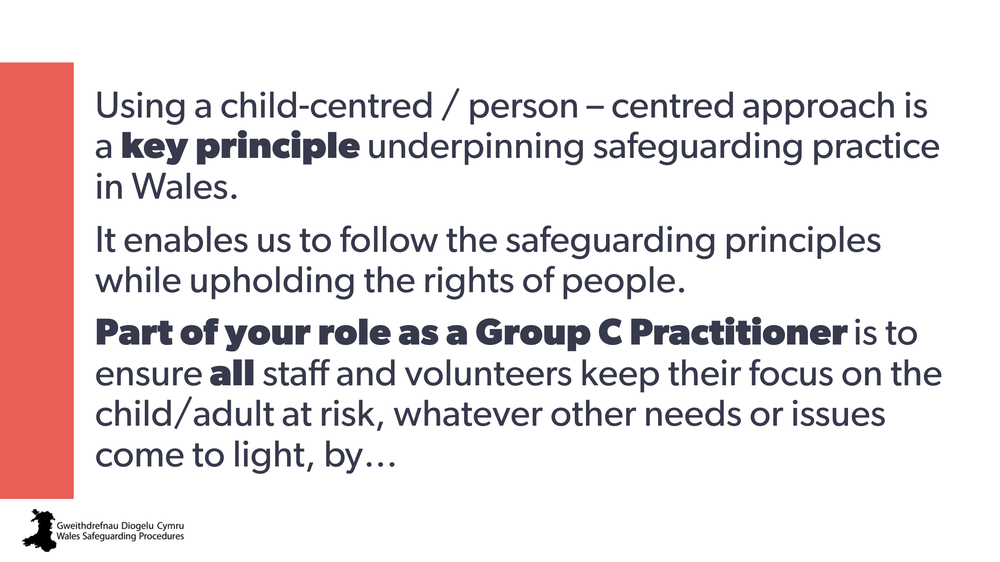 Using a child-centred / person – centred approach is
a key principle underpinning safeguarding practice
in Wales.
It enables us to follow the safeguarding principles
while upholding the rights of people.
Part of your role as a Group C Practitioner is to
ensure all staff and volunteers keep their focus on the
child/adult at risk, whatever other needs or issues
come to light, by...
Gweithdrefnau Diogelu Cymru
Wales Safeguarding Procedures